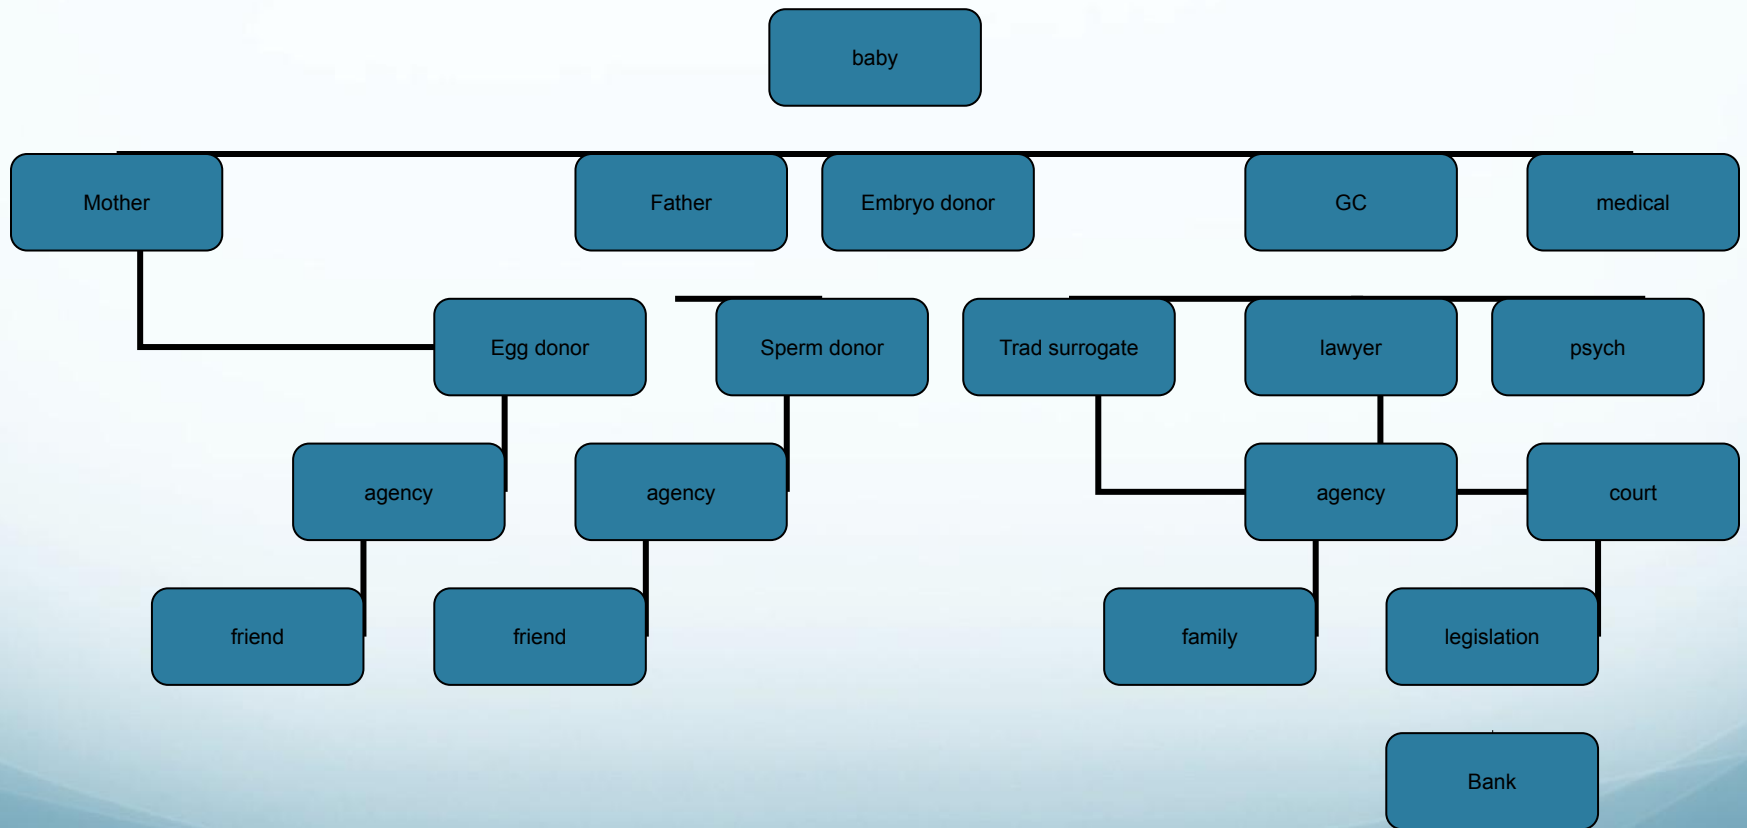 baby
Mother
Father
Embryo donor
GC
medical
Egg donor
Sperm donor
Trad surrogate
lawyer
psych
agency
agency
agency
court
friend
friend
family
legislation
Bank